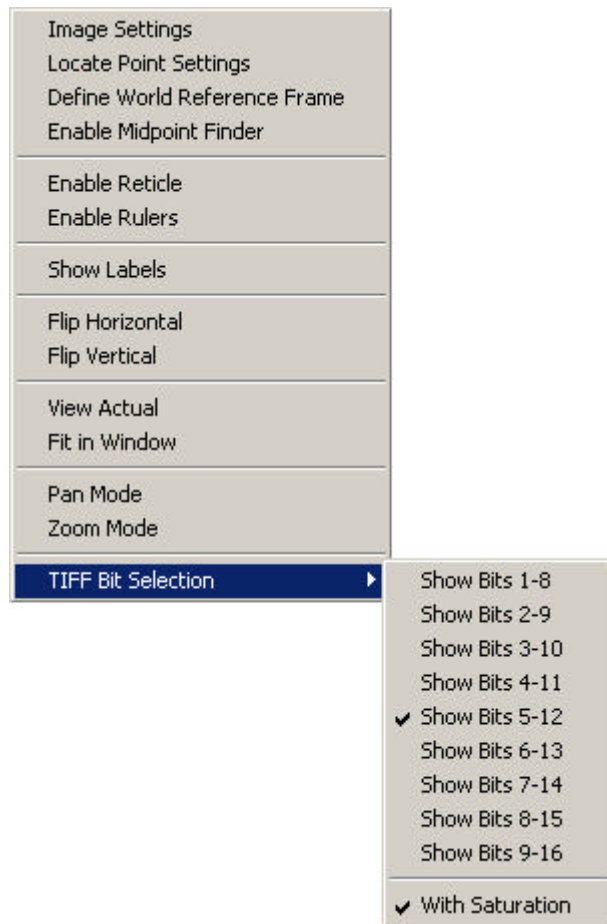 Image Settings
Locate Point Settings
Define World Reference Frame
Enable Midpoint Finder
Enable Reticle
Enable Rulers
Show Labels
Flip Horizontal
Flip Vertical
View Actual
Fit in Window
Pan Mode
Zoom Mode
TIFF Bit Selection
Show Bits 1-8
Show Bits 2-9
Show Bits 3-10
Show Bits 4-11
Show Bits 5-12
Show Bits 6-13
Show Bits 7-14
Show Bits 8-15
Show Bits 9-16
With Saturation